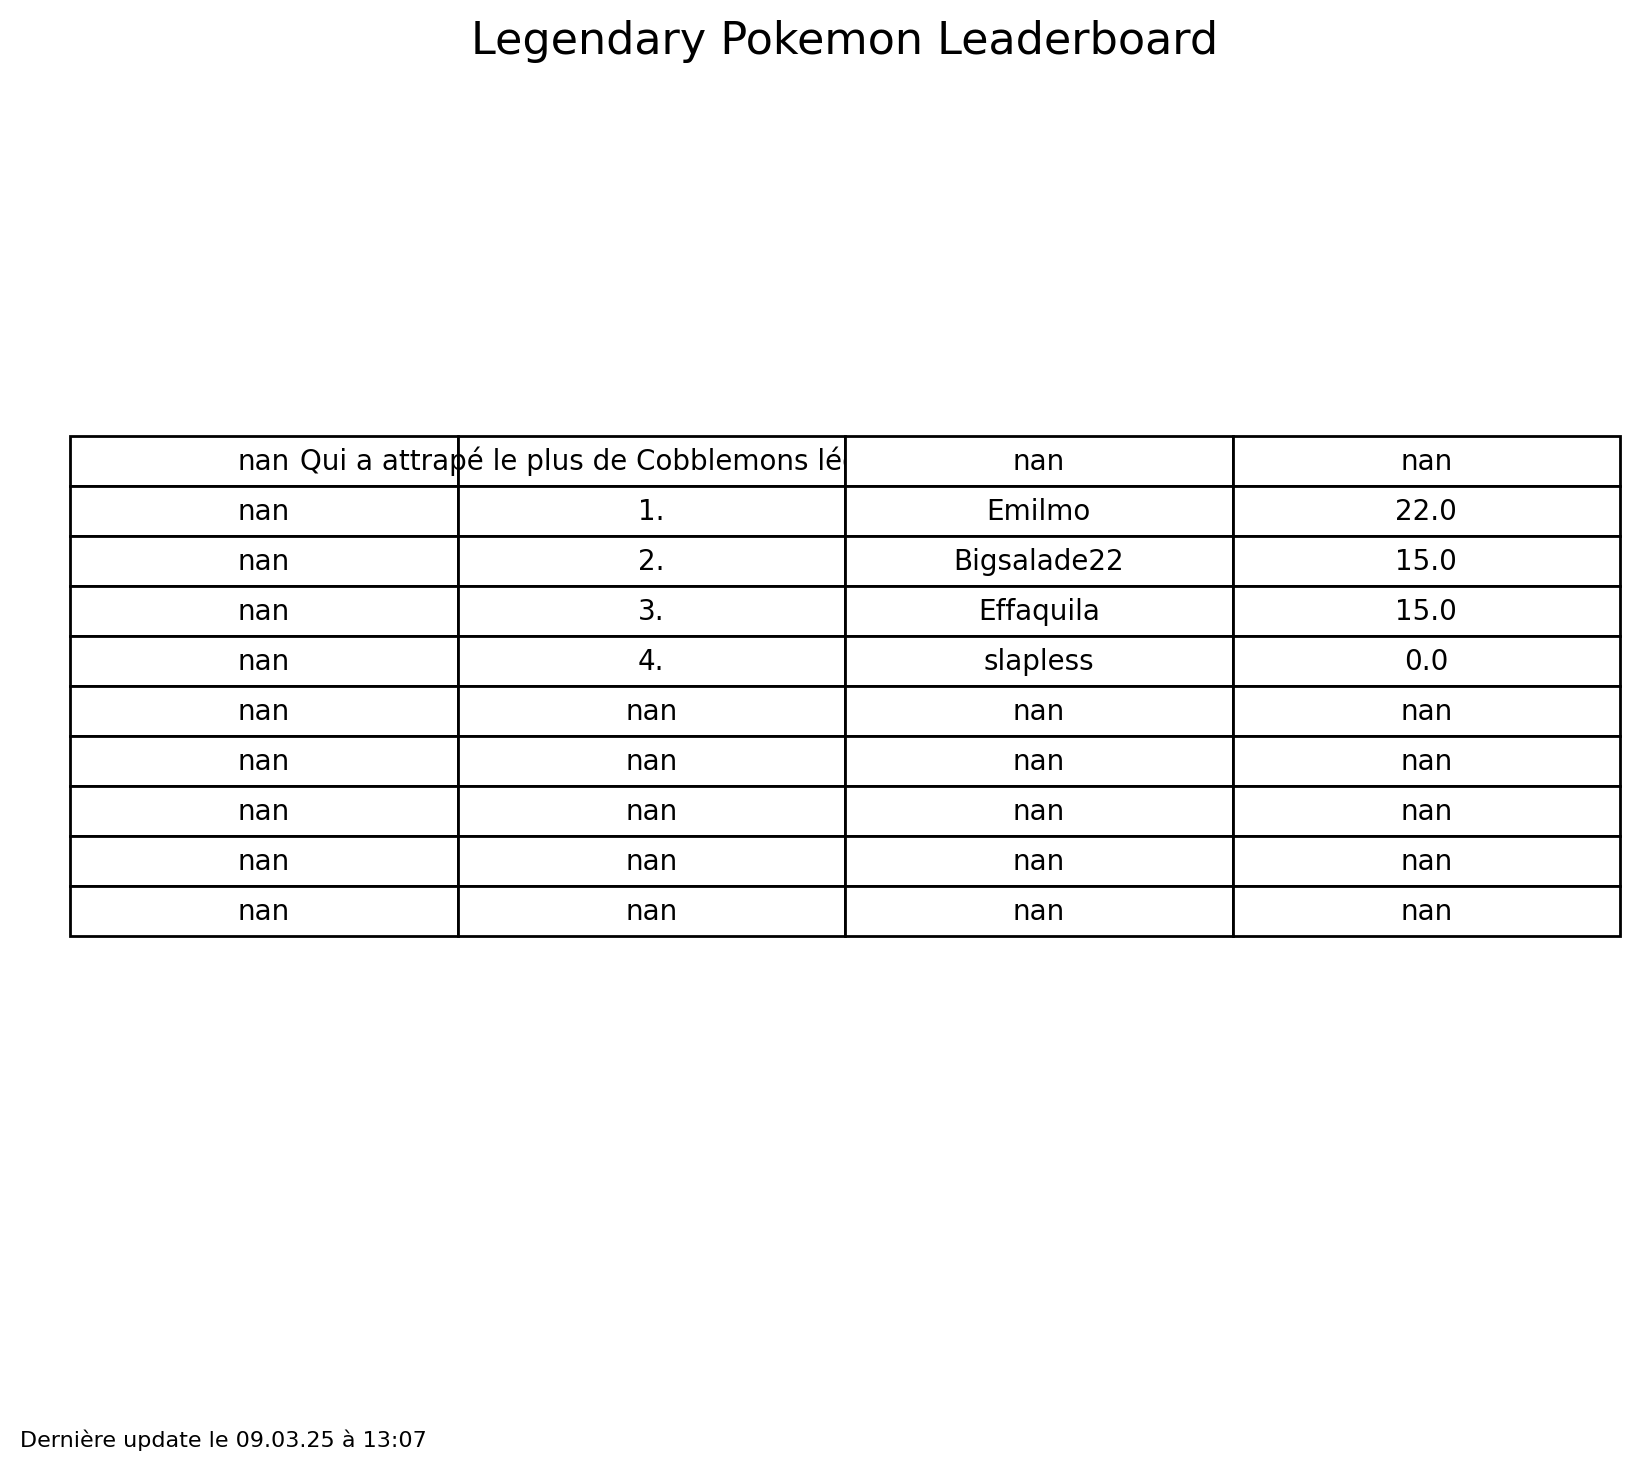 Legendary Pokemon Leaderboard
nan Qui a attrapé le plus de Cobblemons nan nan
nan 1. Emilmo 22.0
nan 2. Bigsalade22 15.0
nan 3. Effaquila 15.0
nan 4. slapless 0.0
nan nan nan nan
nan nan nan nan
nan nan nan nan
nan nan nan nan
nan nan nan nan
Dernière update le 09.03.25 à 13:07